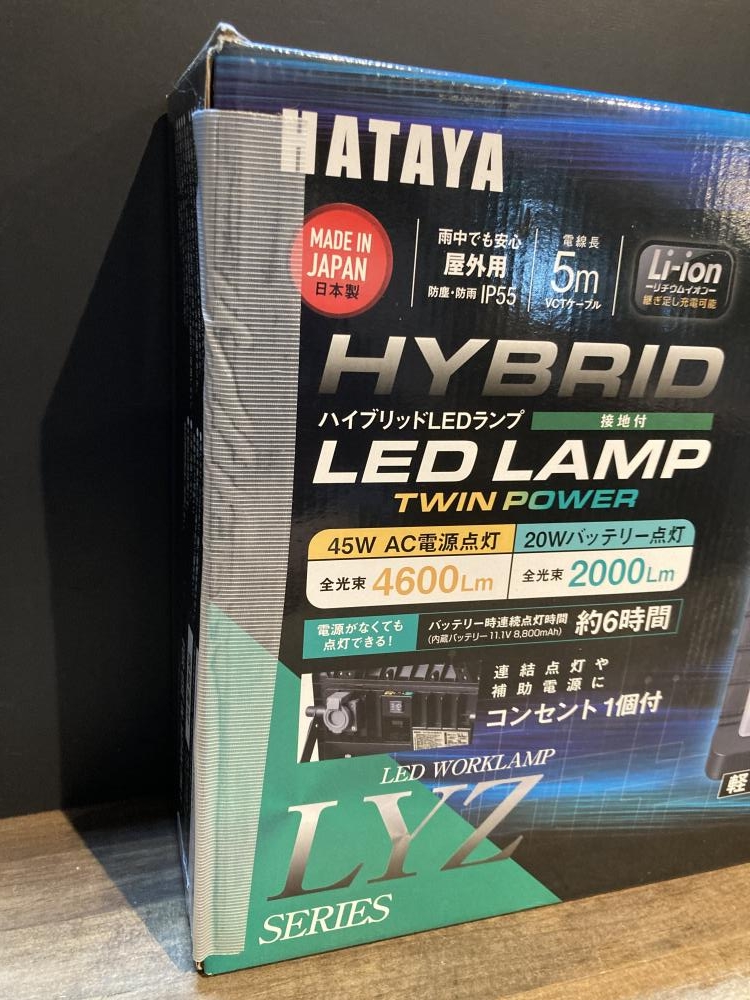 HATAYA
MADE IN
JAPAN
日本製
雨中でも安心
屋外用
防塵・防雨 IP55
電線長
5m
VCTケーブル
Li-ion
ーリチウムイオンー
継ぎ足し充電可能
HYBRID
ハイブリッドLEDランプ
接地付
LED LAMP
TWIN POWER
45W AC電源点灯
20Wバッテリー点灯
全光束 4600Lm
全光束 2000Lm
電源がなくても
点灯できる!
バッテリー時連続点灯時間
(内蔵バッテリー 11.1V 8,800mAh)
約6時間
連結点灯や
補助電源に
コンセント1個付
LED WORKLAMP
LYZ
SERIES
軽